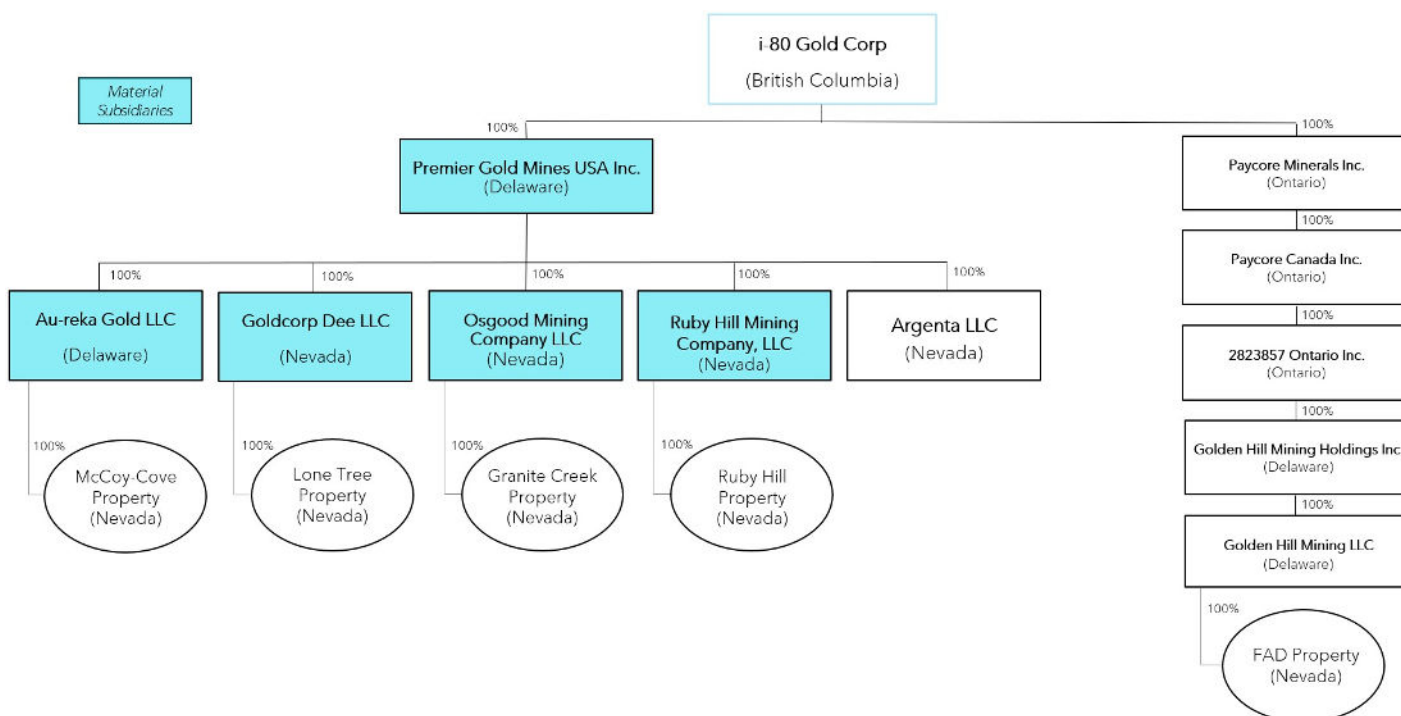 i-80 Gold Corp
(British Columbia)
Material
Subsidiaries
100%
100%
Premier Gold Mines USA Inc.
(Delaware)
Paycore Minerals Inc.
(Ontario)
100%
Paycore Canada Inc.
(Ontario)
100%
100%
100%
100%
100%
Au-reka Gold LLC
(Delaware)
Goldcorp Dee LLC
(Nevada)
Osgood Mining
Company LLC
(Nevada)
Ruby Hill Mining
Company, LLC
(Nevada)
Argenta LLC
(Nevada)
100%
2823857 Ontario Inc.
(Ontario)
100%
Golden Hill Mining Holdings Inc
(Delaware)
100%
Golden Hill Mining LLC
(Delaware)
100%
McCoy-Cove
Property
(Nevada)
100%
Lone Tree
Property
(Nevada)
100%
Granite Creek
Property
(Nevada)
100%
Ruby Hill
Property
(Nevada)
100%
FAD Property
(Nevada)